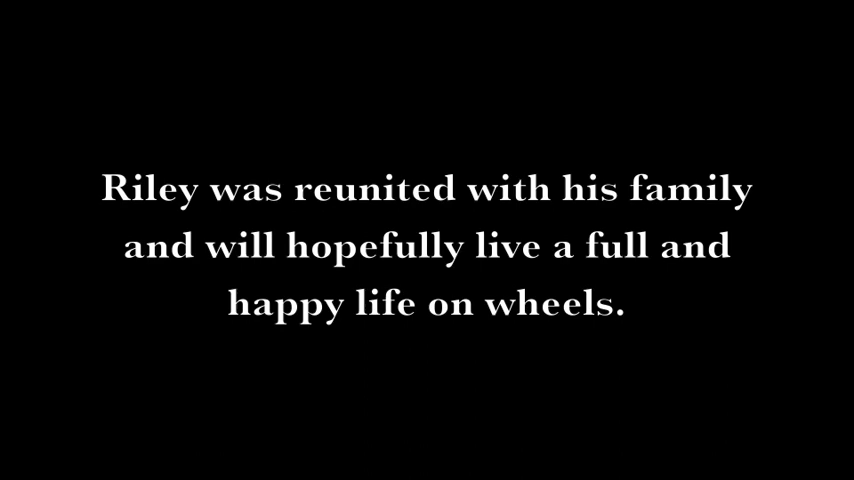 Riley was reunited with his family
and will hopefully live a full and
happy life on wheels.